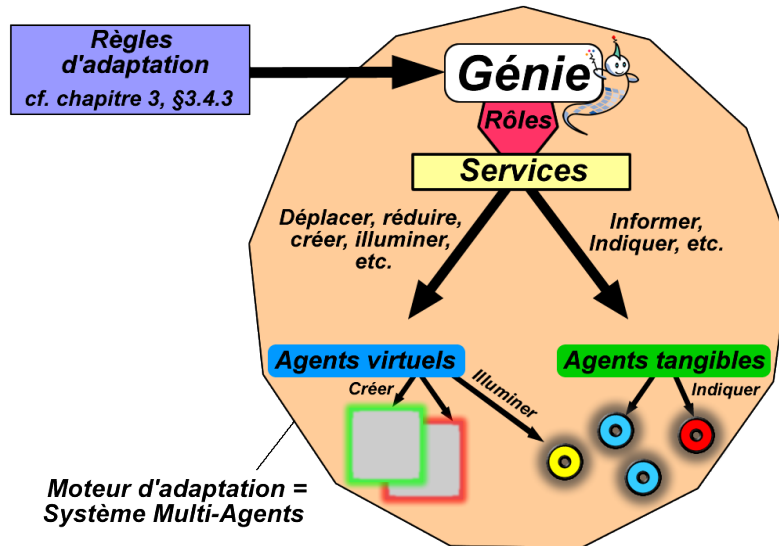 Règles
d'adaptation
cf. chapitre 3, §3.4.3
Génie
Rôles
Services
Déplacer, réduire,
créer, illuminer,
etc.
Informer,
Indiquer, etc.
Agents virtuels
Agents tangibles
Créer
Illuminer
Indiquer
Moteur d'adaptation =
Système Multi-Agents